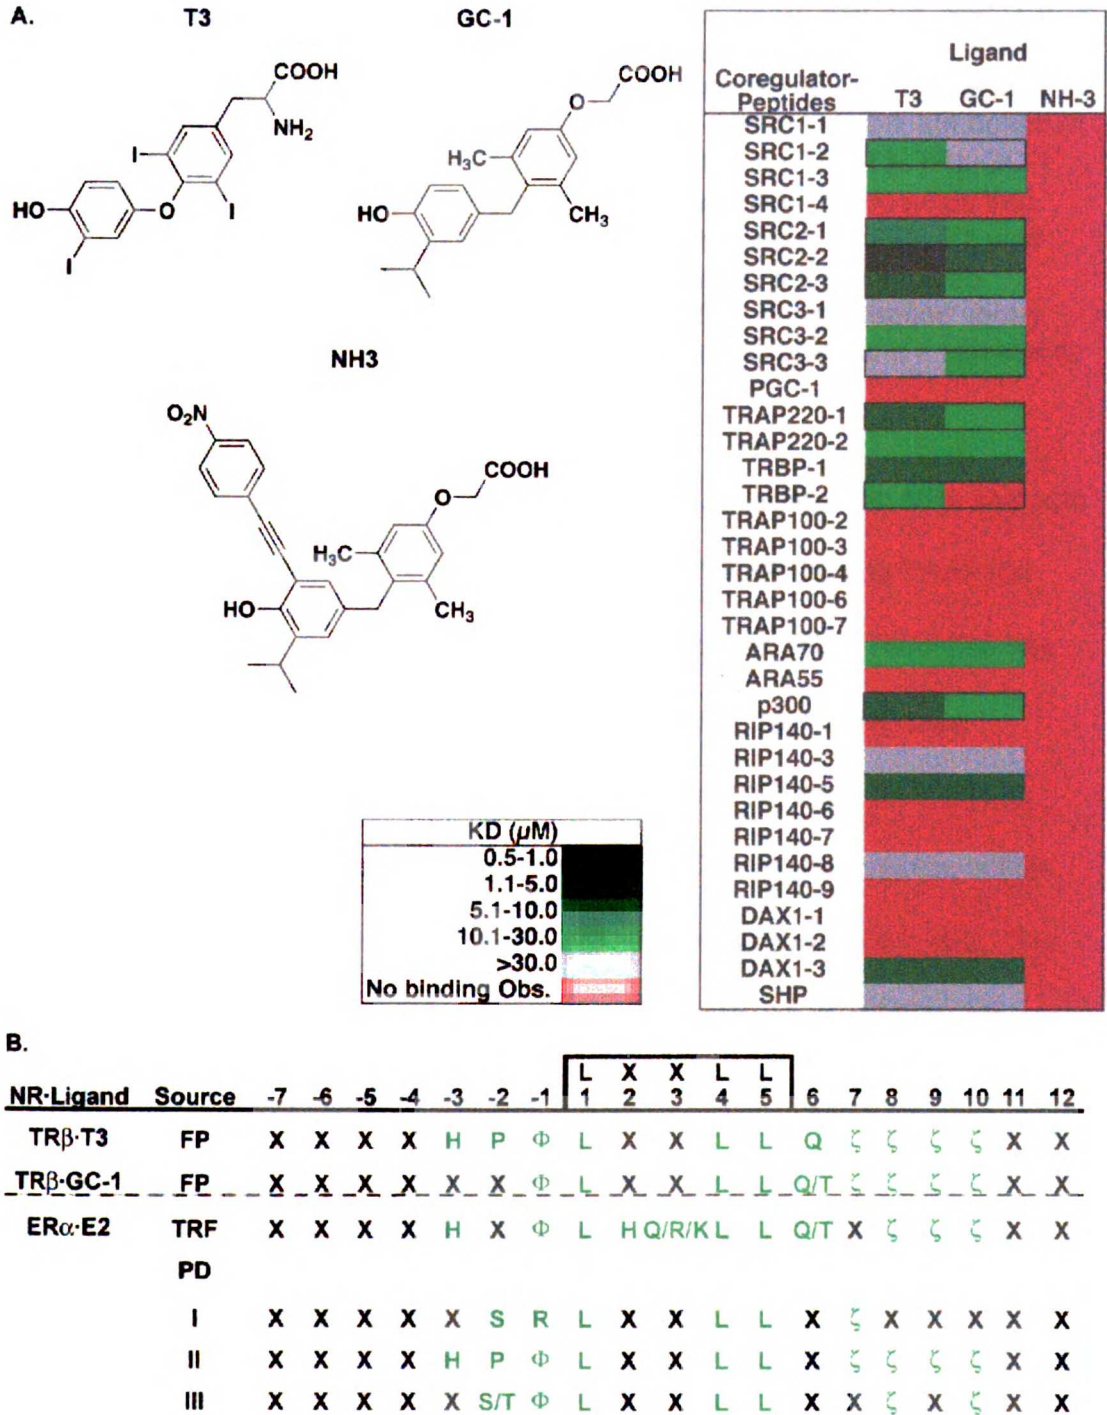 A.
T3
GC-1
COOH
NH2
I
I
HO
O
I
COOH
O
H3C
HO
CH3
NH3
O2N
COOH
O
H3C
HO
CH3
Ligand
Coregulator-
Peptides T3 GC-1 NH-3
SRC1-1
SRC1-2
SRC1-3
SRC1-4
SRC2-1
SRC2-2
SRC2-3
SRC3-1
SRC3-2
SRC3-3
PGC-1
TRAP220-1
TRAP220-2
TRBP-1
TRBP-2
TRAP100-2
TRAP100-3
TRAP100-4
TRAP100-6
TRAP100-7
ARA70
ARA55
p300
RIP140-1
RIP140-3
RIP140-5
RIP140-6
RIP140-7
RIP140-8
RIP140-9
DAX1-1
DAX1-2
DAX1-3
SHP
KD (µM)
0.5-1.0
1.1-5.0
5.1-10.0
10.1-30.0
>30.0
No binding Obs.
B.
L X X L L
NR·Ligand Source -7 -6 -5 -4 -3 -2 -1 1 2 3 4 5 6 7 8 9 10 11 12
TRβ·T3 FP X X X X H P Φ L X X L L Q ζ ζ ζ ζ X X
TRβ·GC-1 FP X X X X X X Φ L X X L L Q/T ζ ζ ζ ζ X X
ERα·E2 TRF X X X X H X Φ L H Q/R/K L L Q/T X ζ ζ ζ X X
PD
I X X X X X S R L X X L L X ζ X X X X X
II X X X X H P Φ L X X L L X ζ ζ ζ ζ X X
III X X X X X S/T Φ L X X L L X X ζ X ζ X X